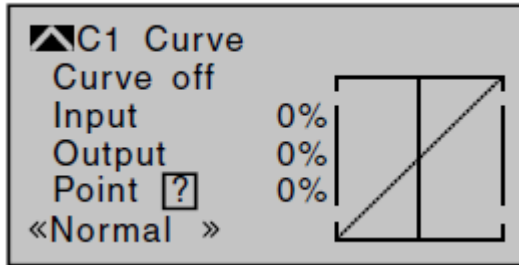 C1 Curve
Curve off
Input 0%
Output 0%
Point ? 0%
«Normal »